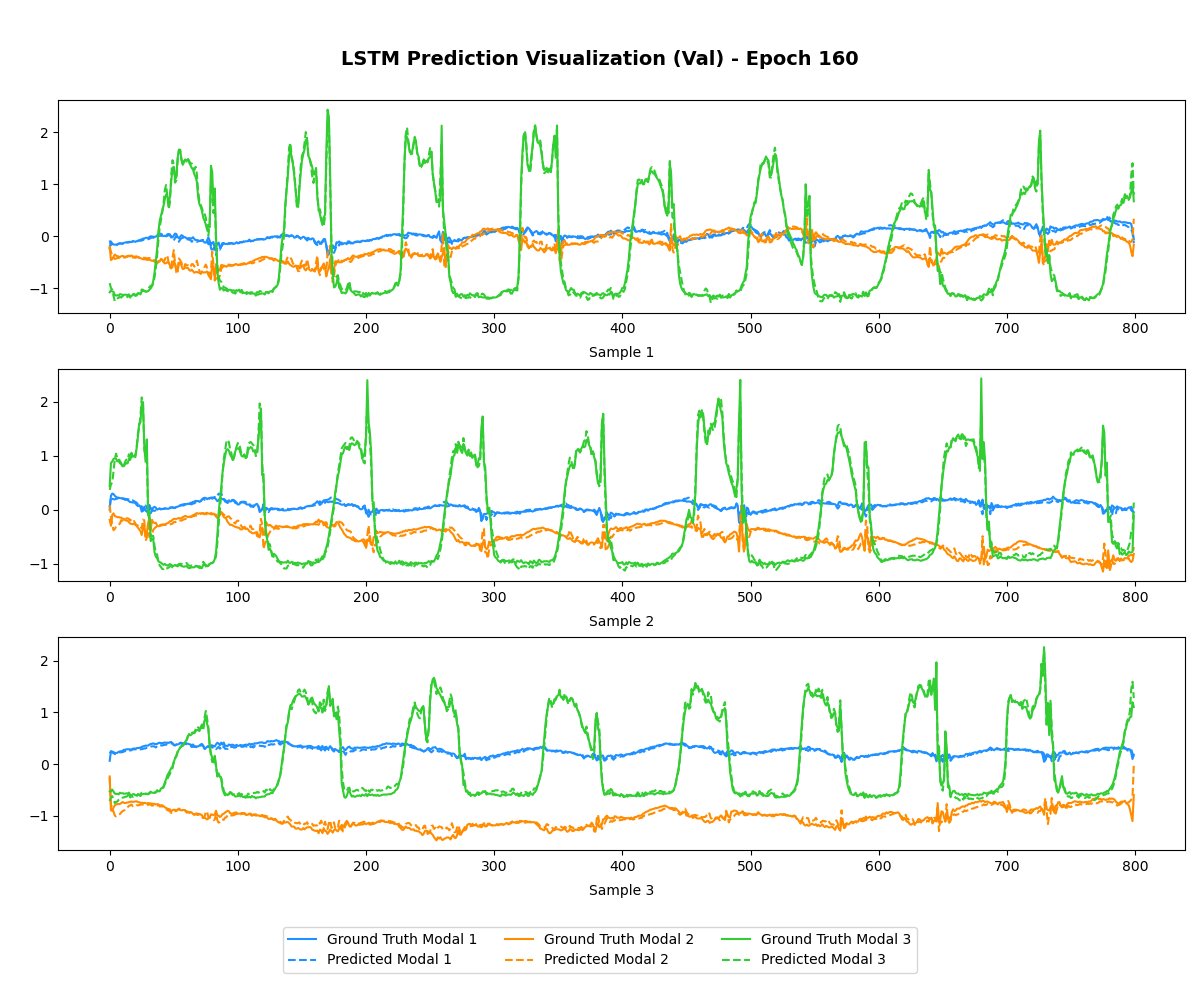 LSTM Prediction Visualization (Val) - Epoch 160
2
1
0
−1
0 100 200 300 400 500 600 700 800
Sample 1
2
1
0
−1
0 100 200 300 400 500 600 700 800
Sample 2
2
1
0
−1
0 100 200 300 400 500 600 700 800
Sample 3
Ground Truth Modal 1 Ground Truth Modal 2 Ground Truth Modal 3
Predicted Modal 1 Predicted Modal 2 Predicted Modal 3